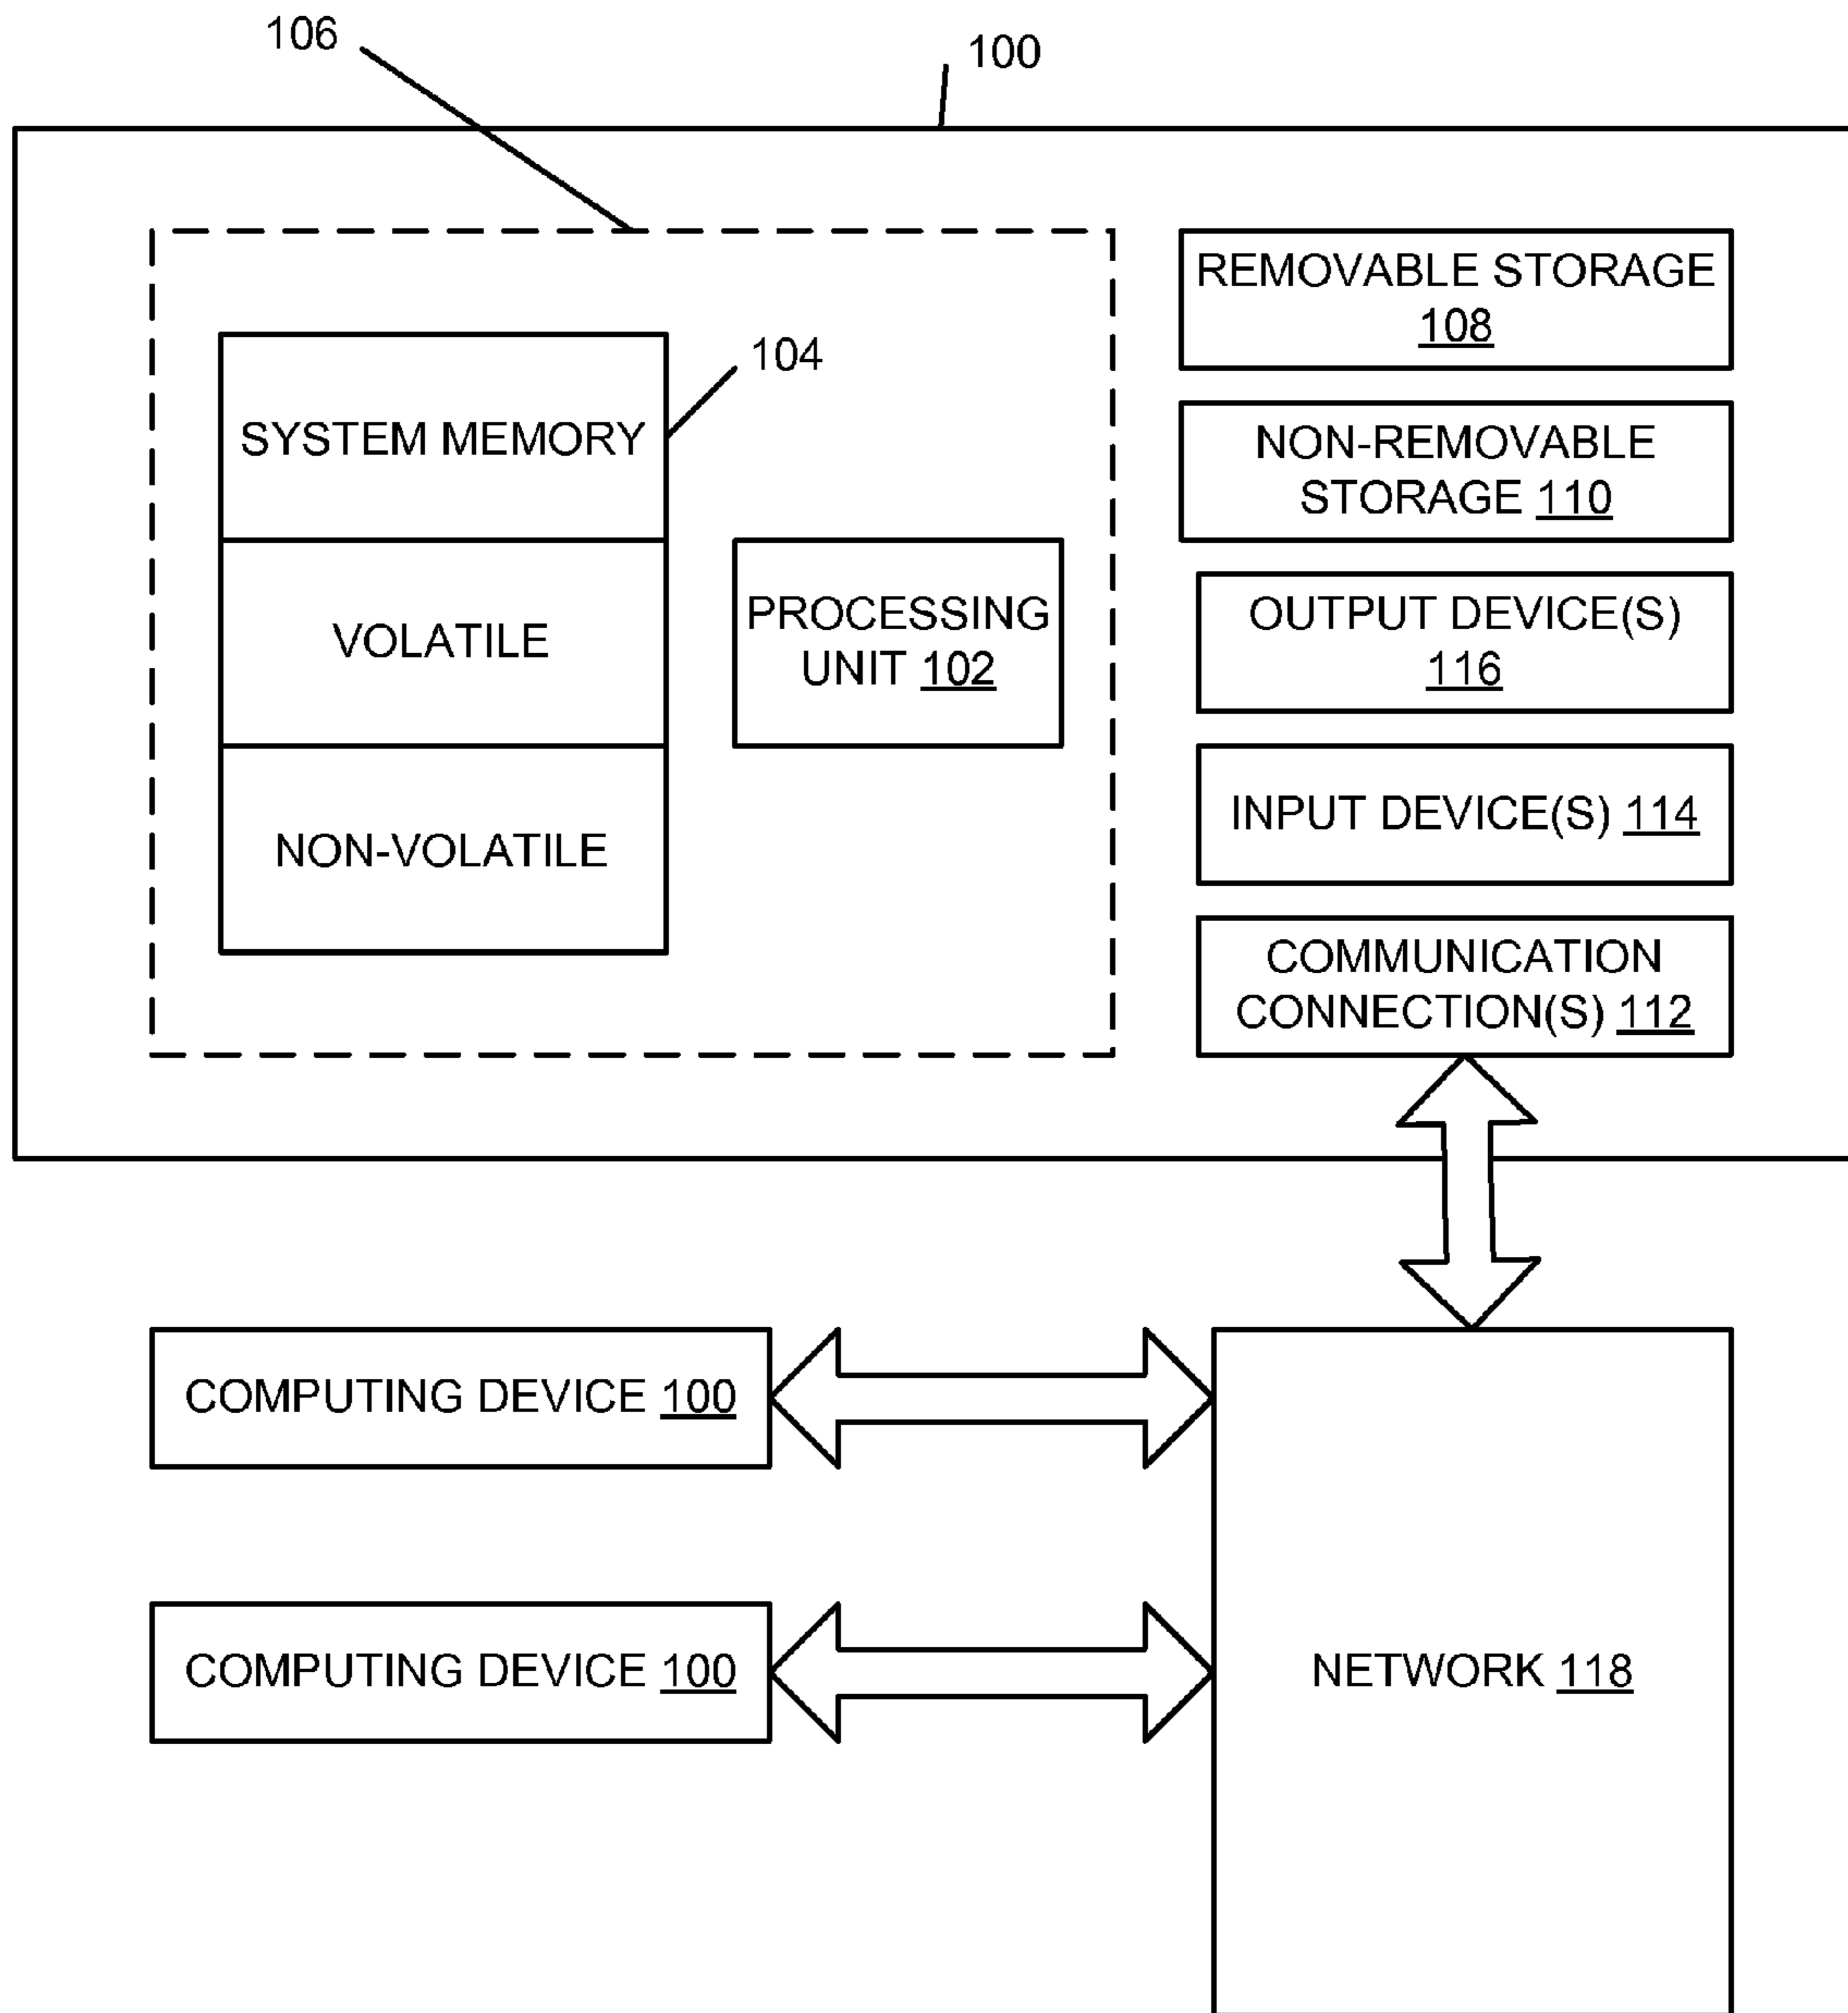 106
100
REMOVABLE STORAGE
108
104
SYSTEM MEMORY
NON-REMOVABLE
STORAGE 110
VOLATILE
PROCESSING
UNIT 102
OUTPUT DEVICE(S)
116
NON-VOLATILE
INPUT DEVICE(S) 114
COMMUNICATION
CONNECTION(S) 112
COMPUTING DEVICE 100
COMPUTING DEVICE 100
NETWORK 118